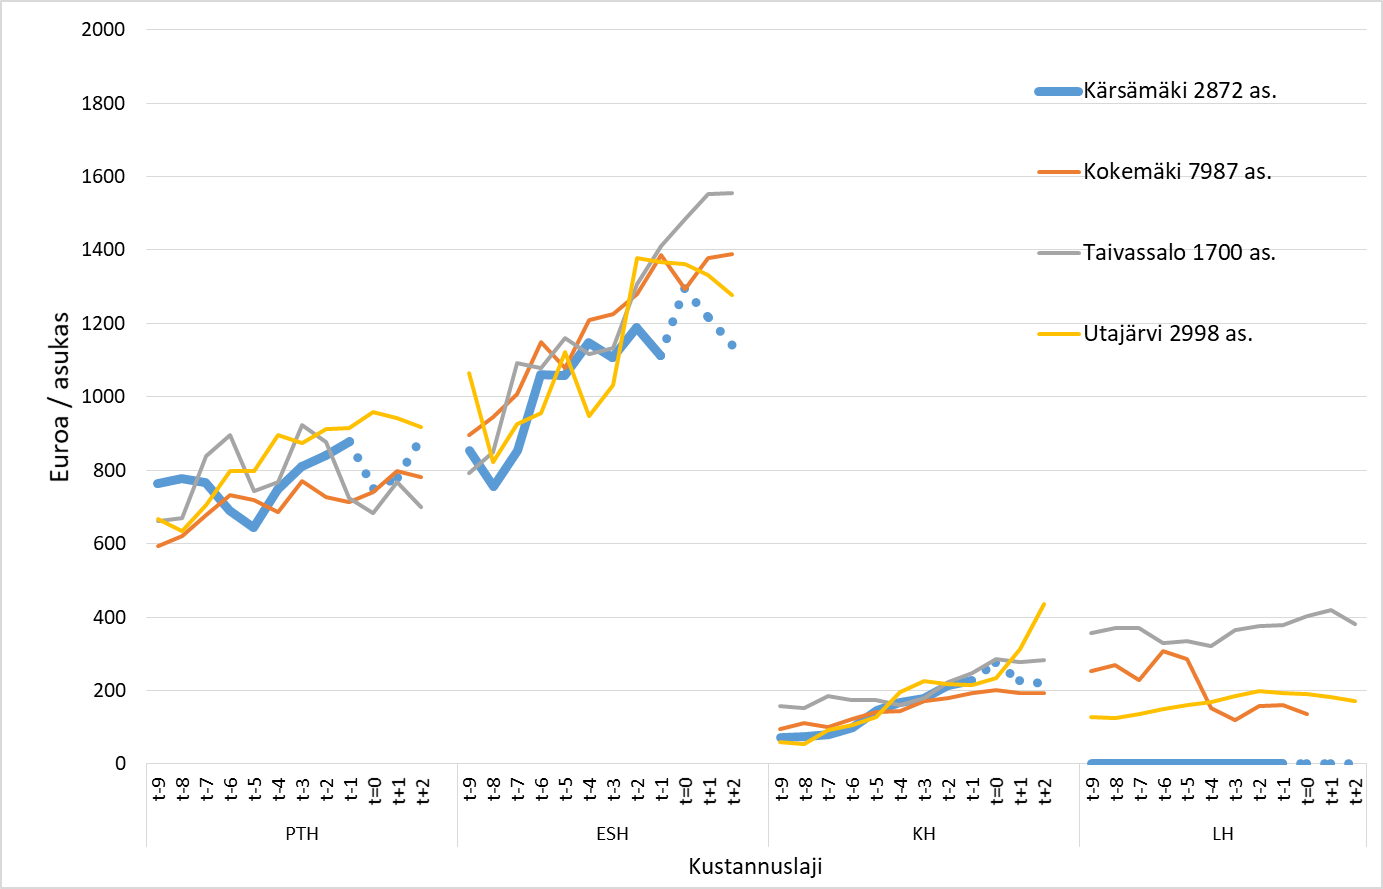 2000
1800
1600
1400
1200
1000
800
600
400
200
0
Euroa / asukas
Kärsämäki 2872 as.
Kokemäki 7987 as.
Taivassalo 1700 as.
Utajärvi 2998 as.
t-9 t-8 t-7 t-6 t-5 t-4 t-3 t-2 t-1 t=0 t+1 t+2 t-9 t-8 t-7 t-6 t-5 t-4 t-3 t-2 t-1 t=0 t+1 t+2 t-9 t-8 t-7 t-6 t-5 t-4 t-3 t-2 t-1 t=0 t+1 t+2 t-9 t-8 t-7 t-6 t-5 t-4 t-3 t-2 t-1 t=0 t+1 t+2
PTH ESH KH LH
Kustannuslaji